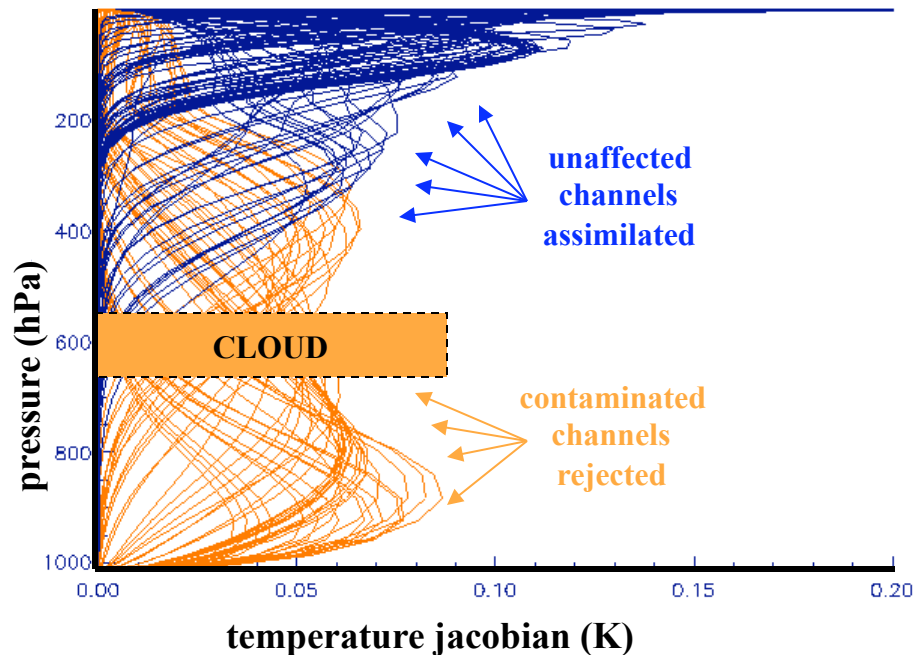 200
400
600
800
1000
pressure (hPa)
unaffected
channels
assimilated
CLOUD
contaminated
channels
rejected
0.00 0.05 0.10 0.15 0.20
temperature jacobian (K)